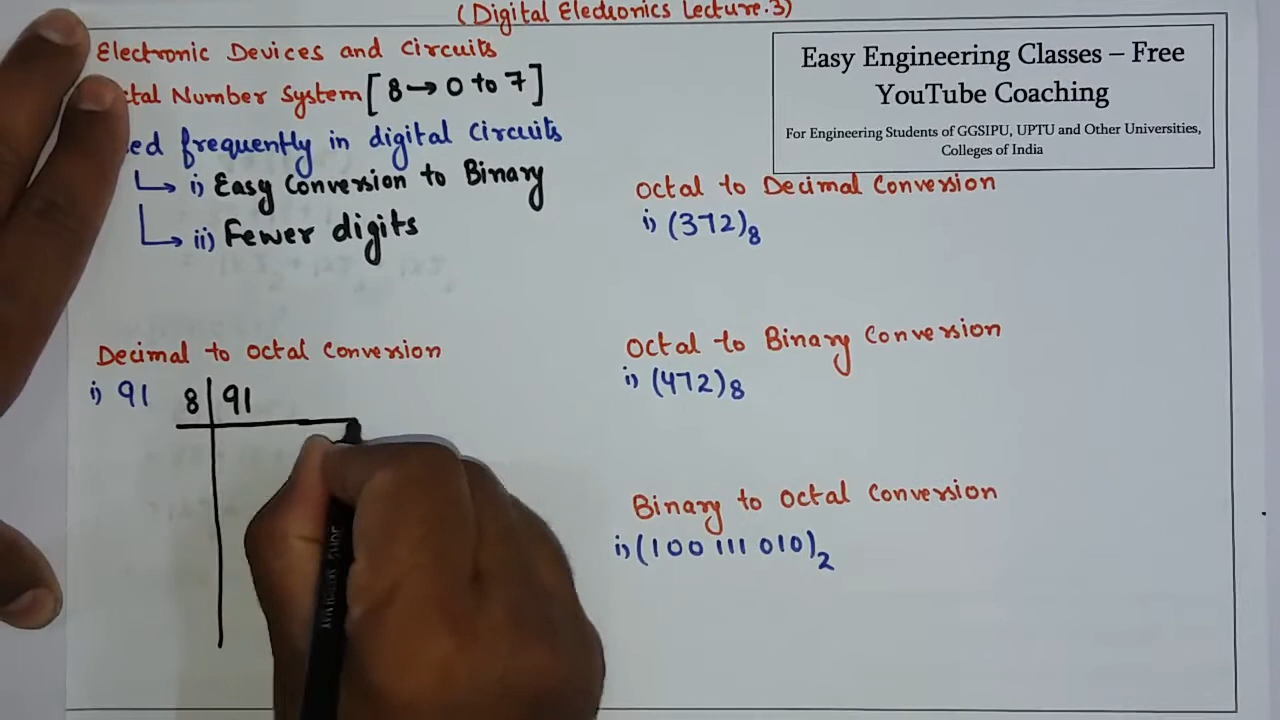 (Digital Electronics Lecture.3)
Electronic Devices and Circuits
Number System [8→0 to 7]
frequently in digital Circuits
i) Easy Conversion to Binary
ii) Fewer digits
Decimal to Octal Conversion
i) 91 8 91
Easy Engineering Classes – Free
YouTube Coaching
For Engineering Students of GGSIPU, UPTU and Other Universities,
Colleges of India
Octal to Decimal Conversion
i) (372)8
Octal to Binary Conversion
i) (472)8
Binary to Octal Conversion
i) (100 111 010)2